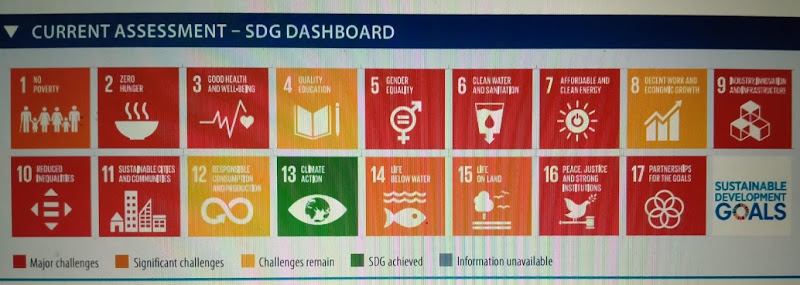 CURRENT ASSESSMENT – SDG DASHBOARD
1 NO
POVERTY
2 ZERO
HUNGER
3 GOOD HEALTH
AND WELL-BEING
4 QUALITY
EDUCATION
5 GENDER
EQUALITY
6 CLEAN WATER
AND SANITATION
7 AFFORDABLE AND
CLEAN ENERGY
8 DECENT WORK AND
ECONOMIC GROWTH
9 INDUSTRY, INNOVATION
AND INFRASTRUCTURE
10 REDUCED
INEQUALITIES
11 SUSTAINABLE CITIES
AND COMMUNITIES
12 RESPONSIBLE
CONSUMPTION
AND PRODUCTION
13 CLIMATE
ACTION
14 LIFE
BELOW WATER
15 LIFE
ON LAND
16 PEACE, JUSTICE
AND STRONG
INSTITUTIONS
17 PARTNERSHIPS
FOR THE GOALS
SUSTAINABLE
DEVELOPMENT
GOALS
Major challenges
Significant challenges
Challenges remain
SDG achieved
Information unavailable